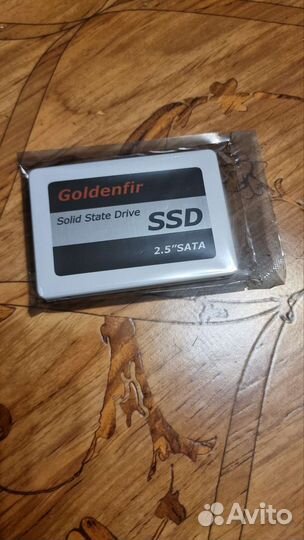 Goldenfir
Solid State Drive SSD
2.5"SATA
Avito